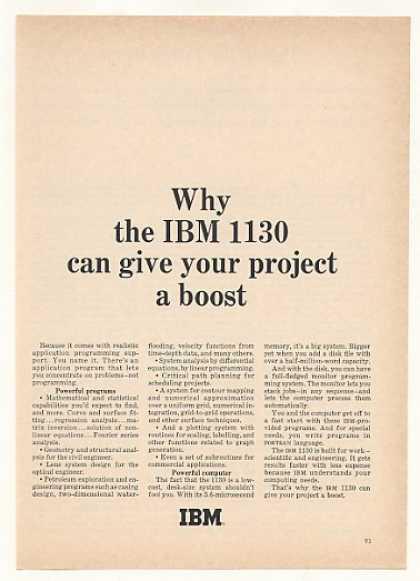 Why
the IBM 1130
can give your project
a boost
Because it comes with realistic
application programming sup-
port. You name it. There's an
application program that lets
you concentrate on problems—not
programming.
Powerful programs
• Mathematical and statistical
capabilities you'd expect to find,
and more. Curve and surface fit-
ting...regression analysis...ma-
trix inversion...solution of non-
linear equations...Fourier series
analysis.
• Geometry and structural anal-
ysis for the civil engineer.
• Lens system design for the
optical engineer.
• Petroleum exploration and en-
gineering programs such as casing
design, two-dimensional water-
flooding, velocity functions from
time-depth data, and many others.
• System analysis by differential
equations, by linear programming.
• Critical path planning for
scheduling projects.
• A system for contour mapping
and numerical approximation
over a uniform grid, numerical in-
tegration, grid-to-grid operations,
and other surface techniques.
• And a plotting system with
routines for scaling, labelling, and
other functions related to graph
generation.
• Even a set of subroutines for
commercial applications.
Powerful computer
The fact that the 1130 is a low-
cost, desk-size system shouldn't
fool you. With its 3.6-microsecond
memory, it's a big system. Bigger
yet when you add a disk file with
over a half-million-word capacity.
And with the disk, you can have
a full-fledged monitor program-
ming system. The monitor lets you
stack jobs—in any sequence—and
lets the computer process them
automatically.
You and the computer get off to
a fast start with these IBM-pro-
vided programs. And for special
needs, you write programs in
FORTRAN language.
The IBM 1130 is built for work—
scientific and engineering. It gets
results faster with less expense
because IBM understands your
computing needs.
That's why the IBM 1130 can
give your project a boost.
IBM